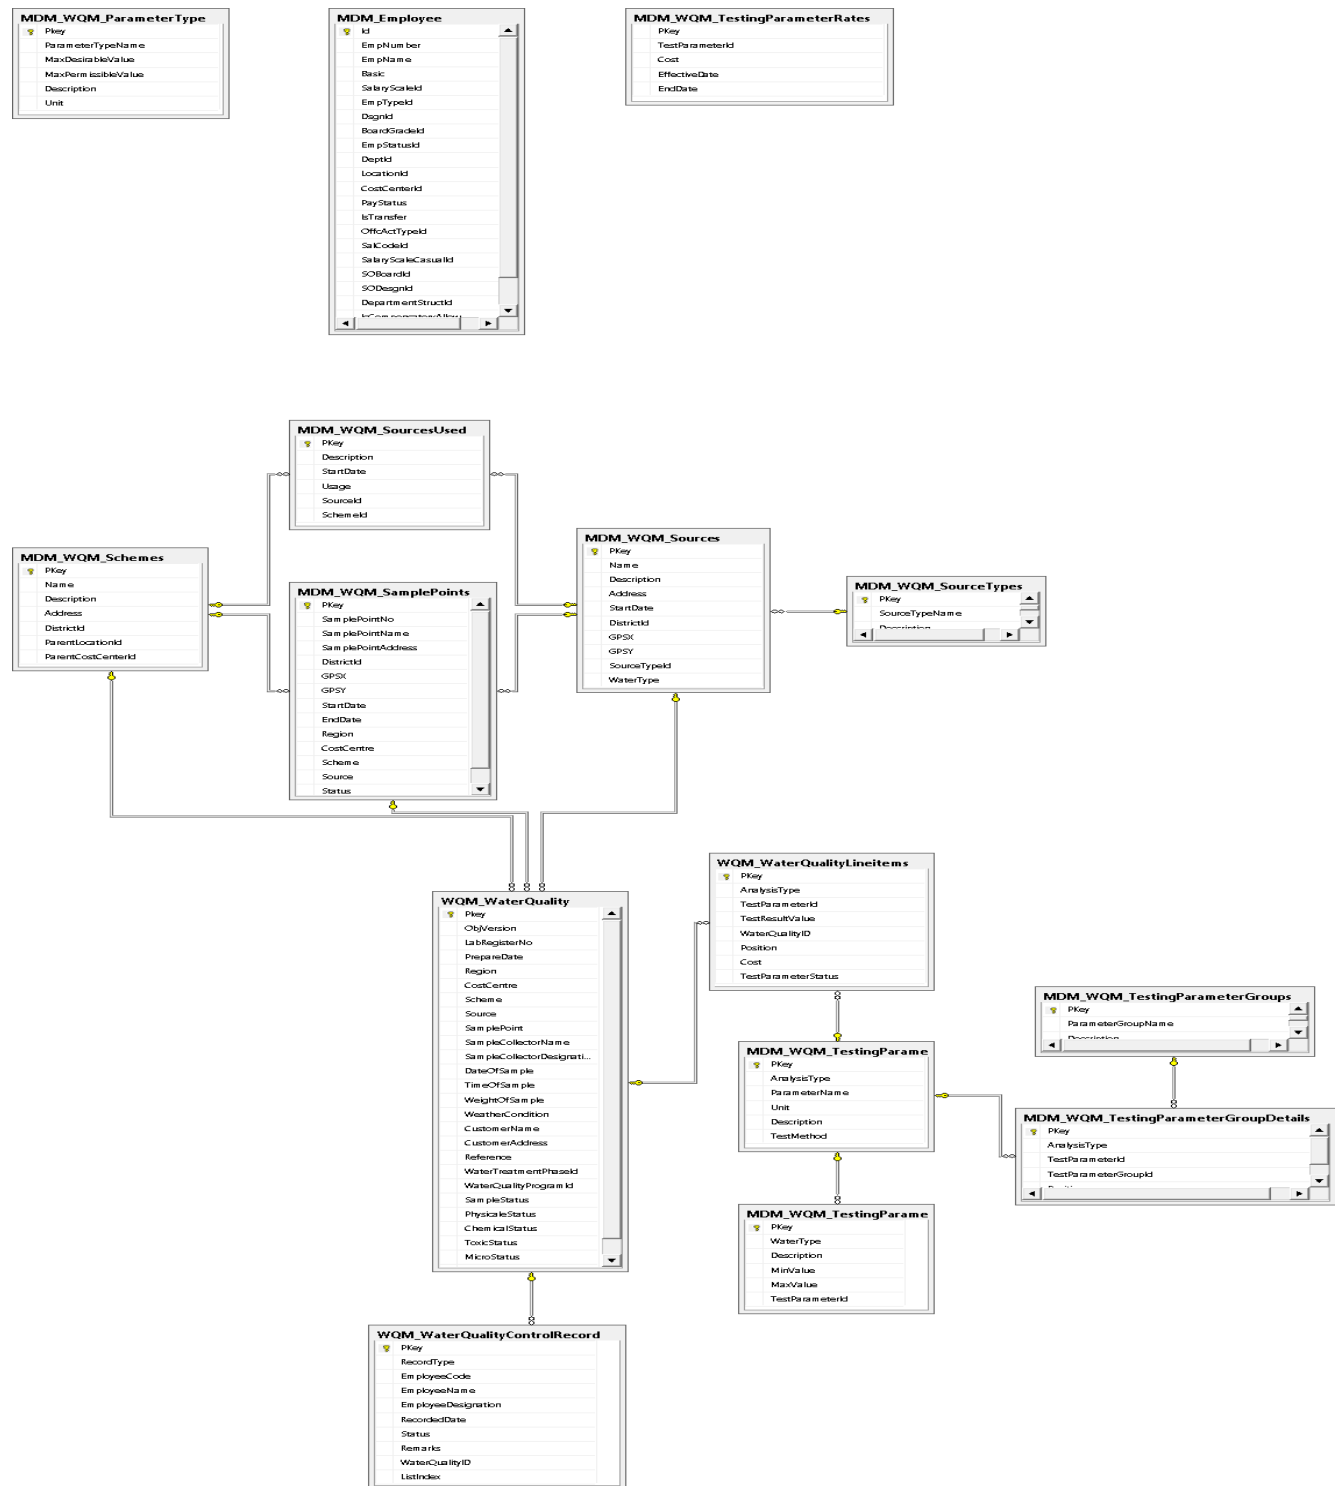 MDM_WQM_ParameterType
Pkey
ParameterTypeName
MaxDesirableValue
MaxPermissibleValue
Description
Unit
MDM_Employee
Id
EmpNumber
EmpName
Basic
SalaryScaleId
EmpTypeId
DsgnId
BoardGradeId
EmpStatusId
DeptId
LocationId
CostCenterId
PayStatus
IsTransfer
OffcActTypeId
SalCodeId
SalaryScaleCasualId
SOBoardId
SODesgnId
DepartmentStructId
MDM_WQM_TestingParameterRates
PKey
TestParameterId
Cost
EffectiveDate
EndDate
MDM_WQM_SourcesUsed
PKey
Description
StartDate
Usage
SourceId
SchemeId
MDM_WQM_Schemes
PKey
Name
Description
Address
DistrictId
ParentLocationId
ParentCostCenterId
MDM_WQM_SamplePoints
PKey
SamplePointNo
SamplePointName
SamplePointAddress
DistrictId
GPSX
GPSY
StartDate
EndDate
Region
CostCentre
Scheme
Source
Status
MDM_WQM_Sources
PKey
Name
Description
Address
StartDate
DistrictId
GPSX
GPSY
SourceTypeId
WaterType
MDM_WQM_SourceTypes
PKey
SourceTypeName
Description
WQM_WaterQuality
Pkey
ObjVersion
LabRegisterNo
PrepareDate
Region
CostCentre
Scheme
Source
SamplePoint
SampleCollectorName
SampleCollectorDesignati...
DateOfSample
TimeOfSample
WeightOfSample
WeatherCondition
CustomerName
CustomerAddress
Reference
WaterTreatmentPhaseId
WaterQualityProgramId
SampleStatus
PhysicaleStatus
ChemicalStatus
ToxicStatus
MicroStatus
WQM_WaterQualityLineitems
PKey
AnalysisType
TestParameterId
TestResultValue
WaterQualityID
Position
Cost
TestParameterStatus
MDM_WQM_TestingParame
PKey
AnalysisType
ParameterName
Unit
Description
TestMethod
MDM_WQM_TestingParame
PKey
WaterType
Description
MinValue
MaxValue
TestParameterId
MDM_WQM_TestingParameterGroups
PKey
ParameterGroupName
Description
MDM_WQM_TestingParameterGroupDetails
PKey
AnalysisType
TestParameterId
TestParameterGroupId
WQM_WaterQualityControlRecord
PKey
RecordType
EmployeeCode
EmployeeName
EmployeeDesignation
RecordedDate
Status
Remarks
WaterQualityID
ListIndex